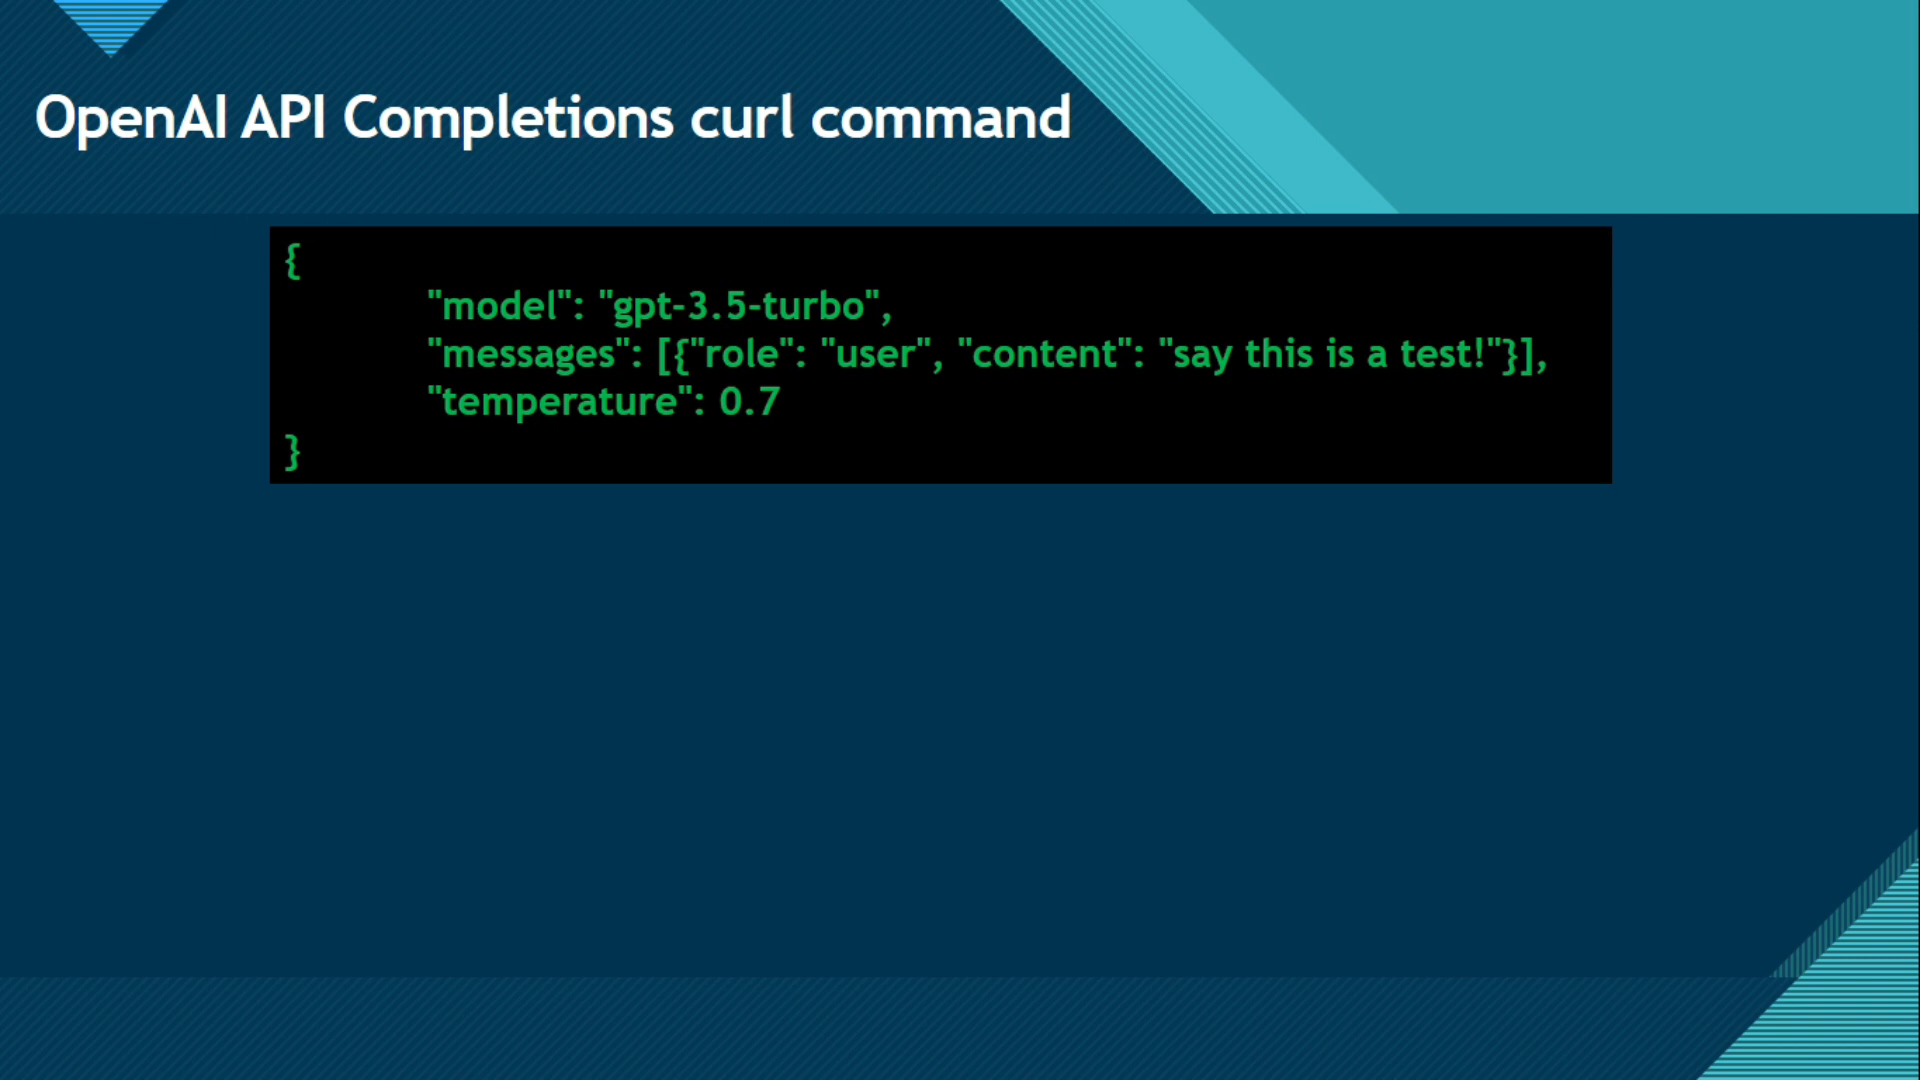 OpenAI API Completions curl command
{
"model": "gpt-3.5-turbo",
"messages": [{"role": "user", "content": "say this is a test!"}],
"temperature": 0.7
}